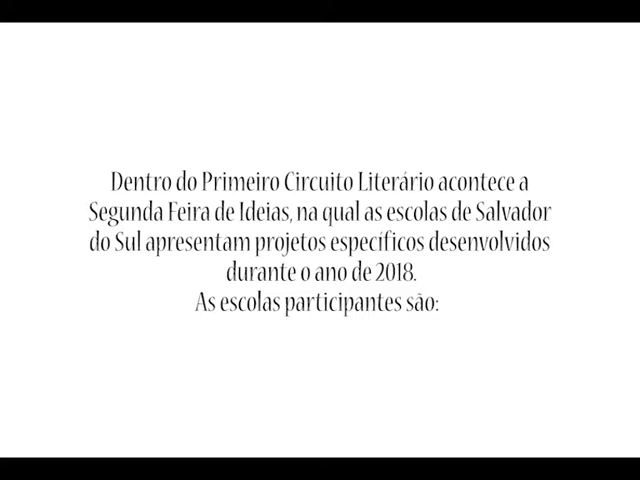 Dentro do Primeiro Circuito Literário acontece a
Segunda Feira de Ideias, na qual as escolas de Salvador
do Sul apresentam projetos específicos desenvolvidos
durante o ano de 2018.
As escolas participantes são: